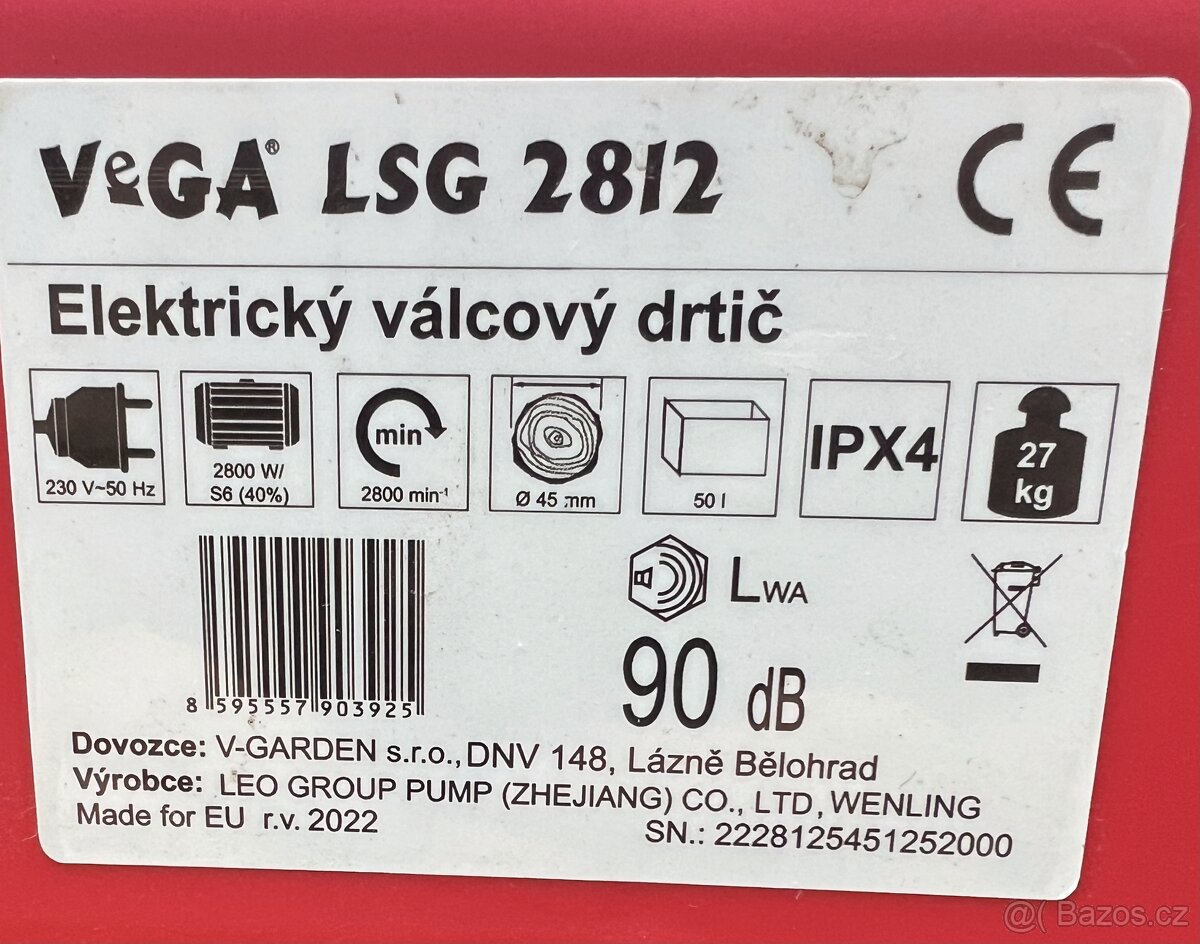 VeGA® LSG 2812 CE
Elektrický válcový drtič
230 V~50 Hz
2800 W/
S6 (40%)
min
2800 min-1
Ø 45 mm
50 l
IPX4
27
kg
8 595557 903925
LWA
90 dB
Dovozce: V-GARDEN s.r.o., DNV 148, Lázně Bělohrad
Výrobce: LEO GROUP PUMP (ZHEJIANG) CO., LTD, WENLING
Made for EU r.v. 2022
SN.: 2228125451252000
@( Bazos.cz